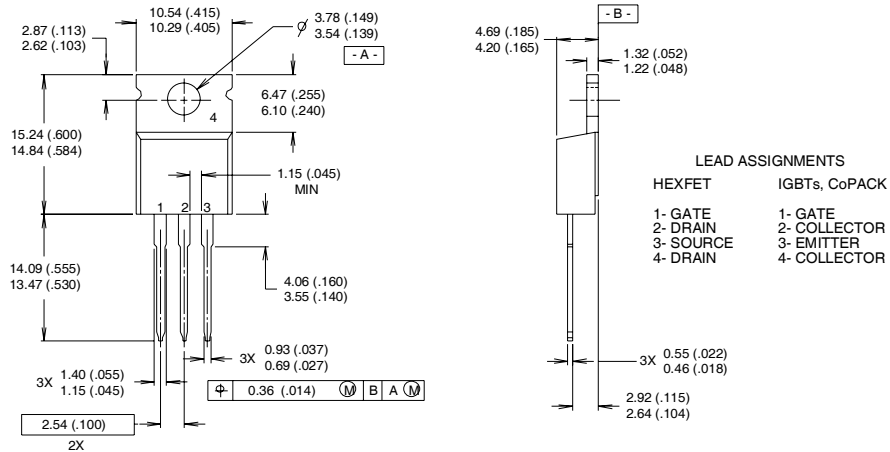 10.54 (.415)
10.29 (.405)
3.78 (.149)
3.54 (.139)
- A -
2.87 (.113)
2.62 (.103)
6.47 (.255)
6.10 (.240)
4
15.24 (.600)
14.84 (.584)
1.15 (.045)
MIN
1 2 3
14.09 (.555)
13.47 (.530)
4.06 (.160)
3.55 (.140)
3X 0.93 (.037)
0.69 (.027)
3X 1.40 (.055)
1.15 (.045)
⌖ 0.36 (.014) Ⓜ B A Ⓜ
2.54 (.100)
2X
- B -
4.69 (.185)
4.20 (.165)
1.32 (.052)
1.22 (.048)
3X 0.55 (.022)
0.46 (.018)
2.92 (.115)
2.64 (.104)
LEAD ASSIGNMENTS
HEXFET
1- GATE
2- DRAIN
3- SOURCE
4- DRAIN
IGBTs, CoPACK
1- GATE
2- COLLECTOR
3- EMITTER
4- COLLECTOR